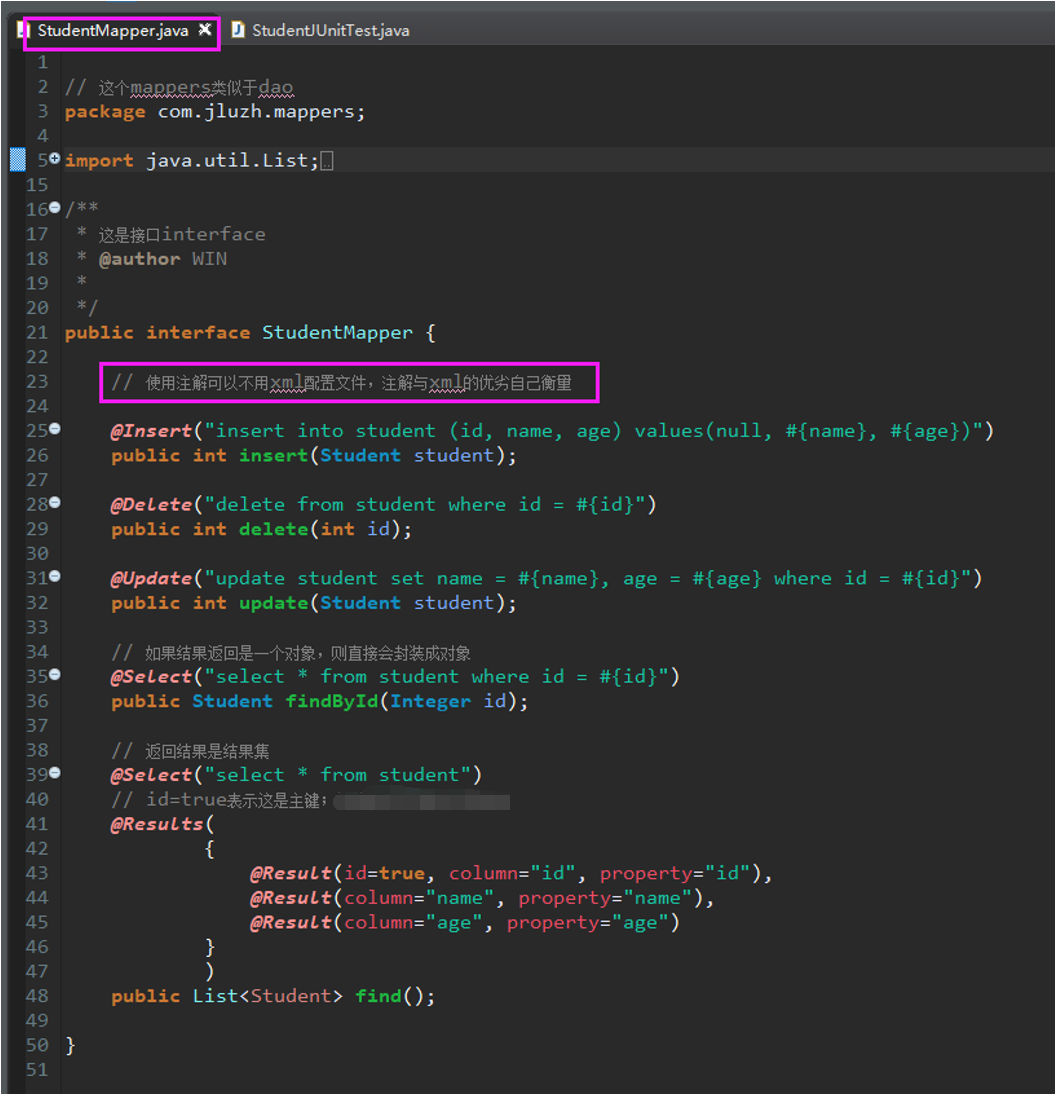 StudentMapper.java StudentJUnitTest.java
1
2 // 这个mappers类似于dao
3 package com.jluzh.mappers;
4
5 import java.util.List;
15
16 /**
17 * 这是接口interface
18 * @author WIN
19 *
20 */
21 public interface StudentMapper {
22
23 // 使用注解可以不用xml配置文件，注解与xml的优劣自己衡量
24
25 @Insert("insert into student (id, name, age) values(null, #{name}, #{age})")
26 public int insert(Student student);
27
28 @Delete("delete from student where id = #{id}")
29 public int delete(int id);
30
31 @Update("update student set name = #{name}, age = #{age} where id = #{id}")
32 public int update(Student student);
33
34 // 如果结果返回是一个对象，则直接会封装成对象
35 @Select("select * from student where id = #{id}")
36 public Student findById(Integer id);
37
38 // 返回结果是结果集
39 @Select("select * from student")
40 // id=true表示这是主键；
41 @Results(
42 {
43 @Result(id=true, column="id", property="id"),
44 @Result(column="name", property="name"),
45 @Result(column="age", property="age")
46 }
47 )
48 public List<Student> find();
49
50 }
51